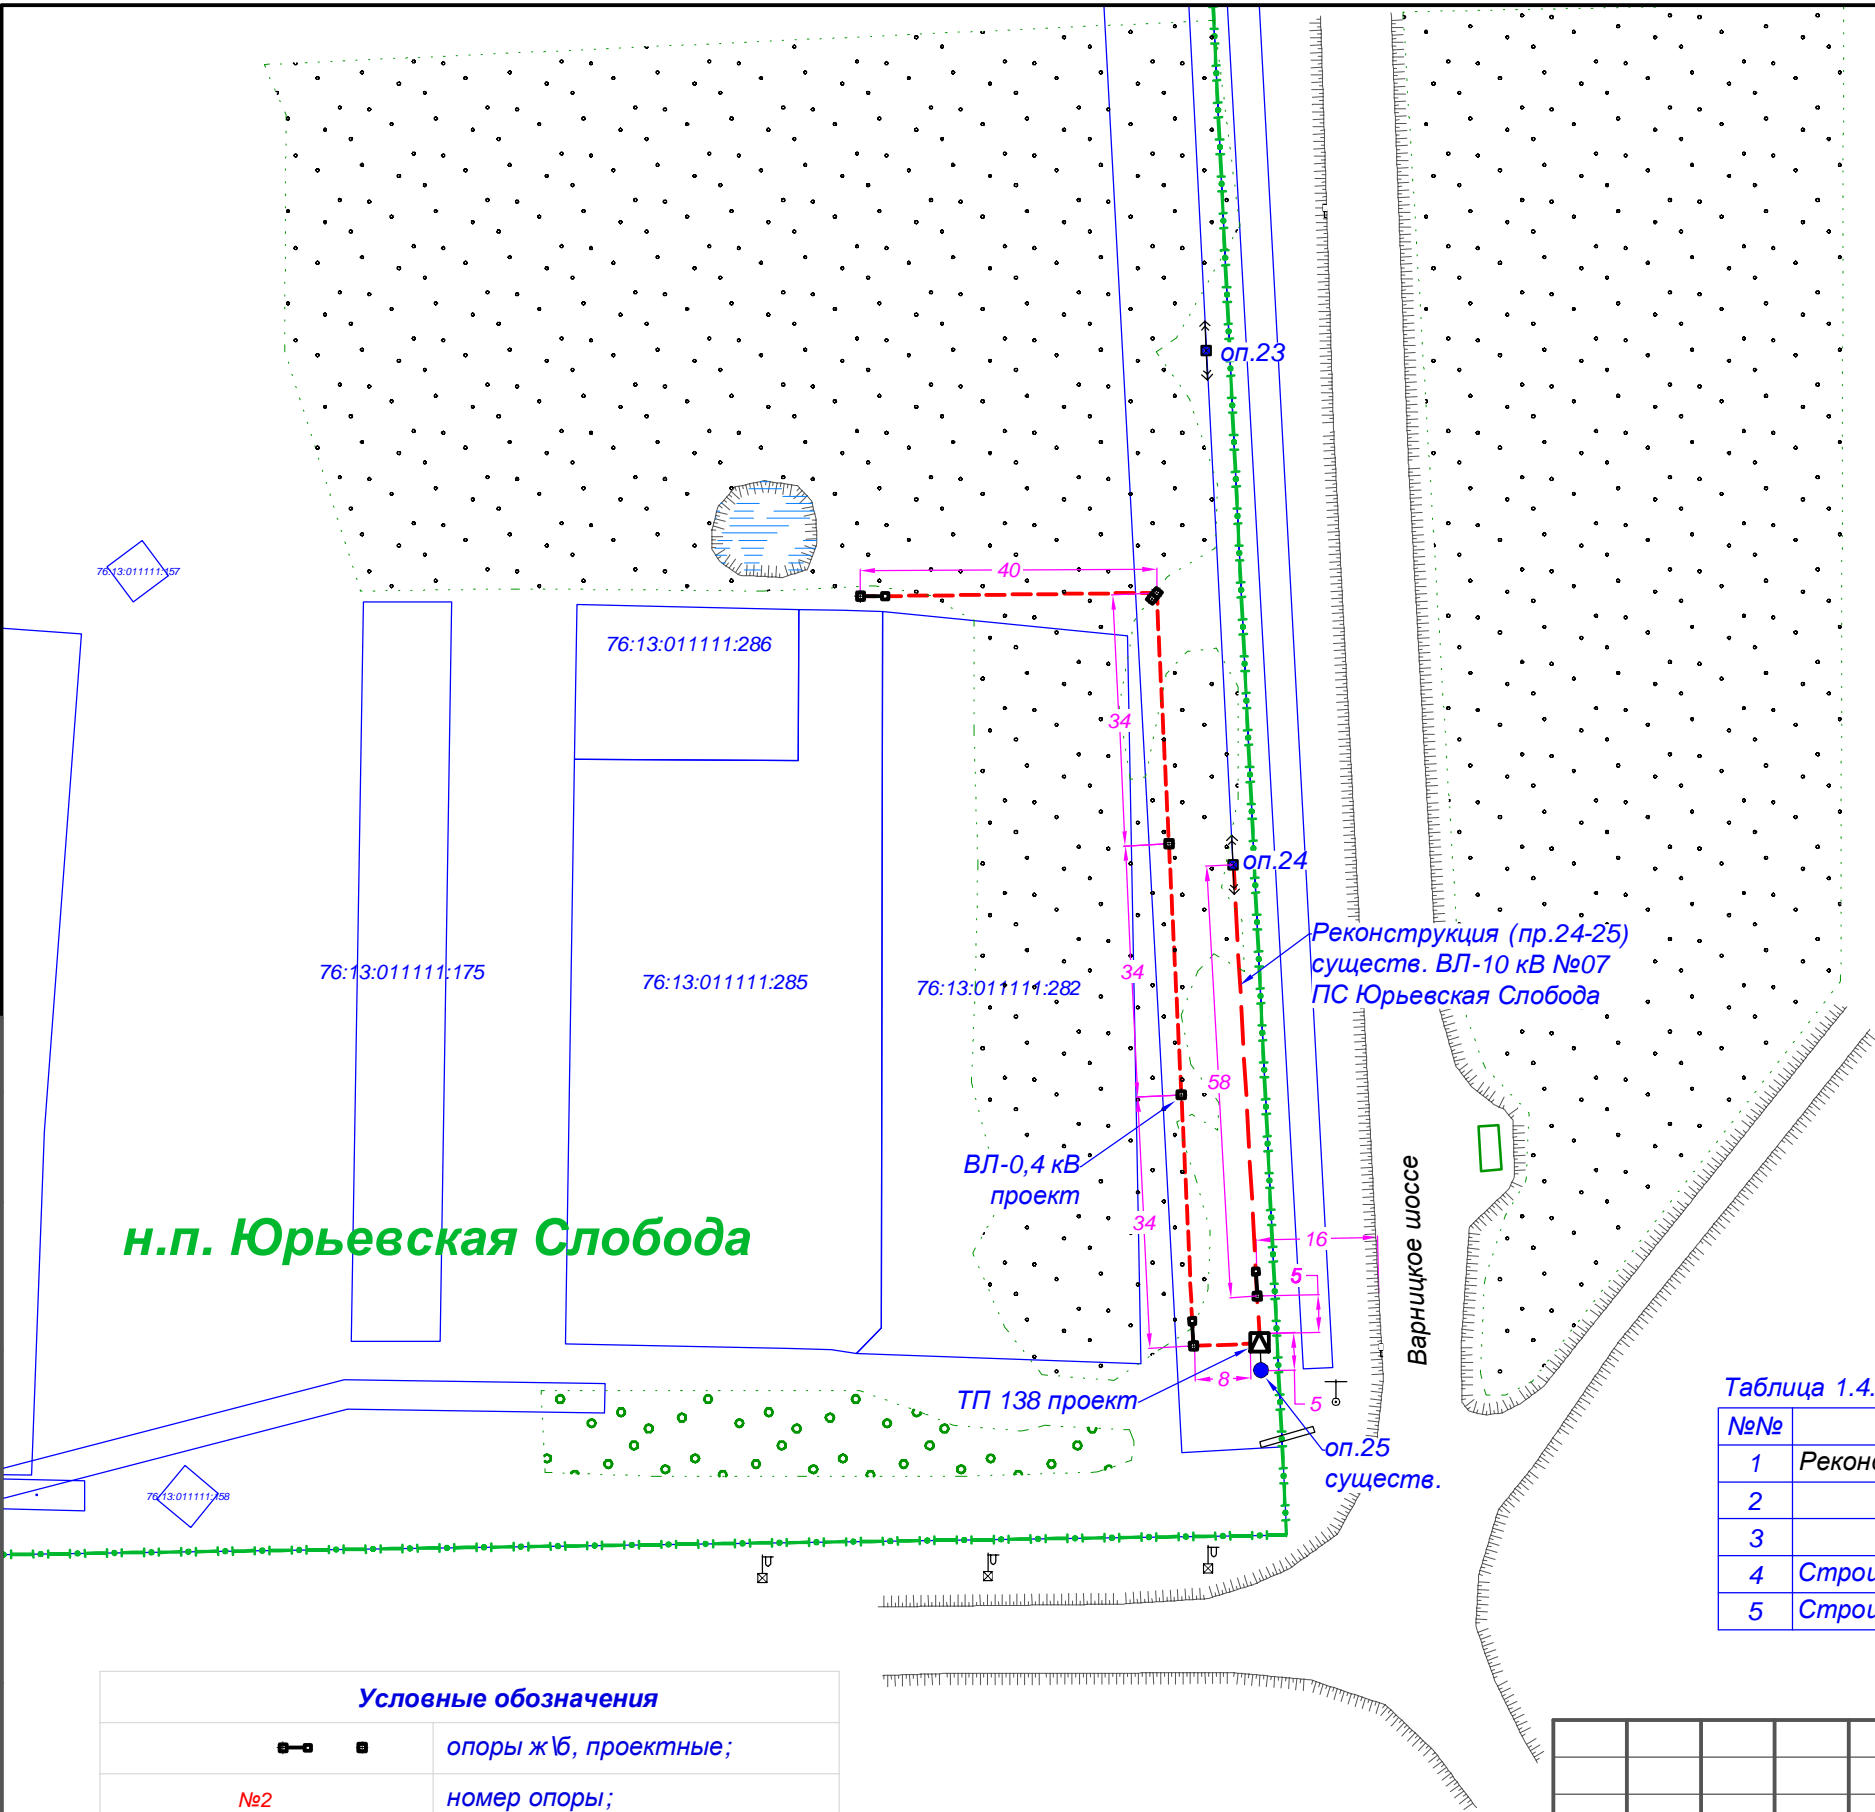 оп.23
76:13:011111:157
40
76:13:011111:286
34
оп.24
Реконструкция (пр.24-25)
существ. ВЛ-10 кВ №07
ПС Юрьевская Слобода
76:13:011111:175
76:13:011111:285
76:13:011111:282
34
58
ВЛ-0,4 кВ
проект
34
н.п. Юрьевская Слобода
16
5
Варницкое шоссе
8
5
ТП 138 проект
оп.25
существ.
76:13:011111:158
Таблица 1.4.
№№
1
2
3
4
5
Условные обозначения
опоры ж\б, проектные;
№2
номер опоры;